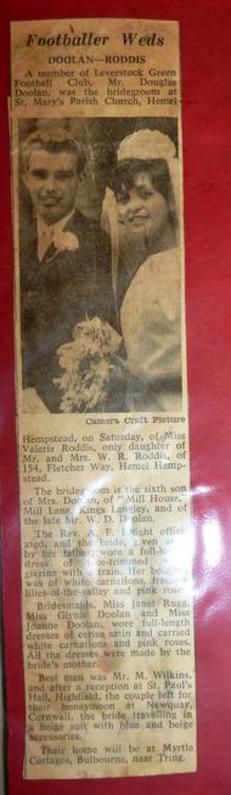 Footballer Weds
DOOLAN—RODDIS
A member of Leverstock Green
Football Club, Mr. Douglas
Doolan, was the bridegroom at
St. Mary's Parish Church, Hemel
Camera Craft Picture
Hempstead, on Saturday, of Miss
Valerie Roddis, only daughter of
Mr. and Mrs. W. R. Roddis, of
154, Fletcher Way, Hemel Hemp-
stead.
The bridegroom is the sixth son
of Mrs. Doolan, of "Mill House,"
Mill Lane, Kings Langley, and of
the late Mr. W. D. Doolan.
The Rev. A. F. offici
ated, and the bride, given away
by her father, wore a full-le
dress of ce-trimmed
with a train. Her
was of white carnations,
lilies-of-the-valley and pink roses
Bridesmaids, Miss Janet Rugg,
Miss Glynis Doolan and Miss
Joanne Doolan, wore full-length
dresses of cerise satin and carried
white carnations and pink roses.
All the dresses were made by the
bride's mother.
Best man was Mr. M. Wilkins,
and after a reception at St. Paul's
Hall, Highfield, the couple left for
their honeymoon at Newquay,
Cornwall, the bride travelling in
a beige suit with blue and beige
accessories.
Their home will be at Myrtle
Cottages, Bulbourne, near Tring.